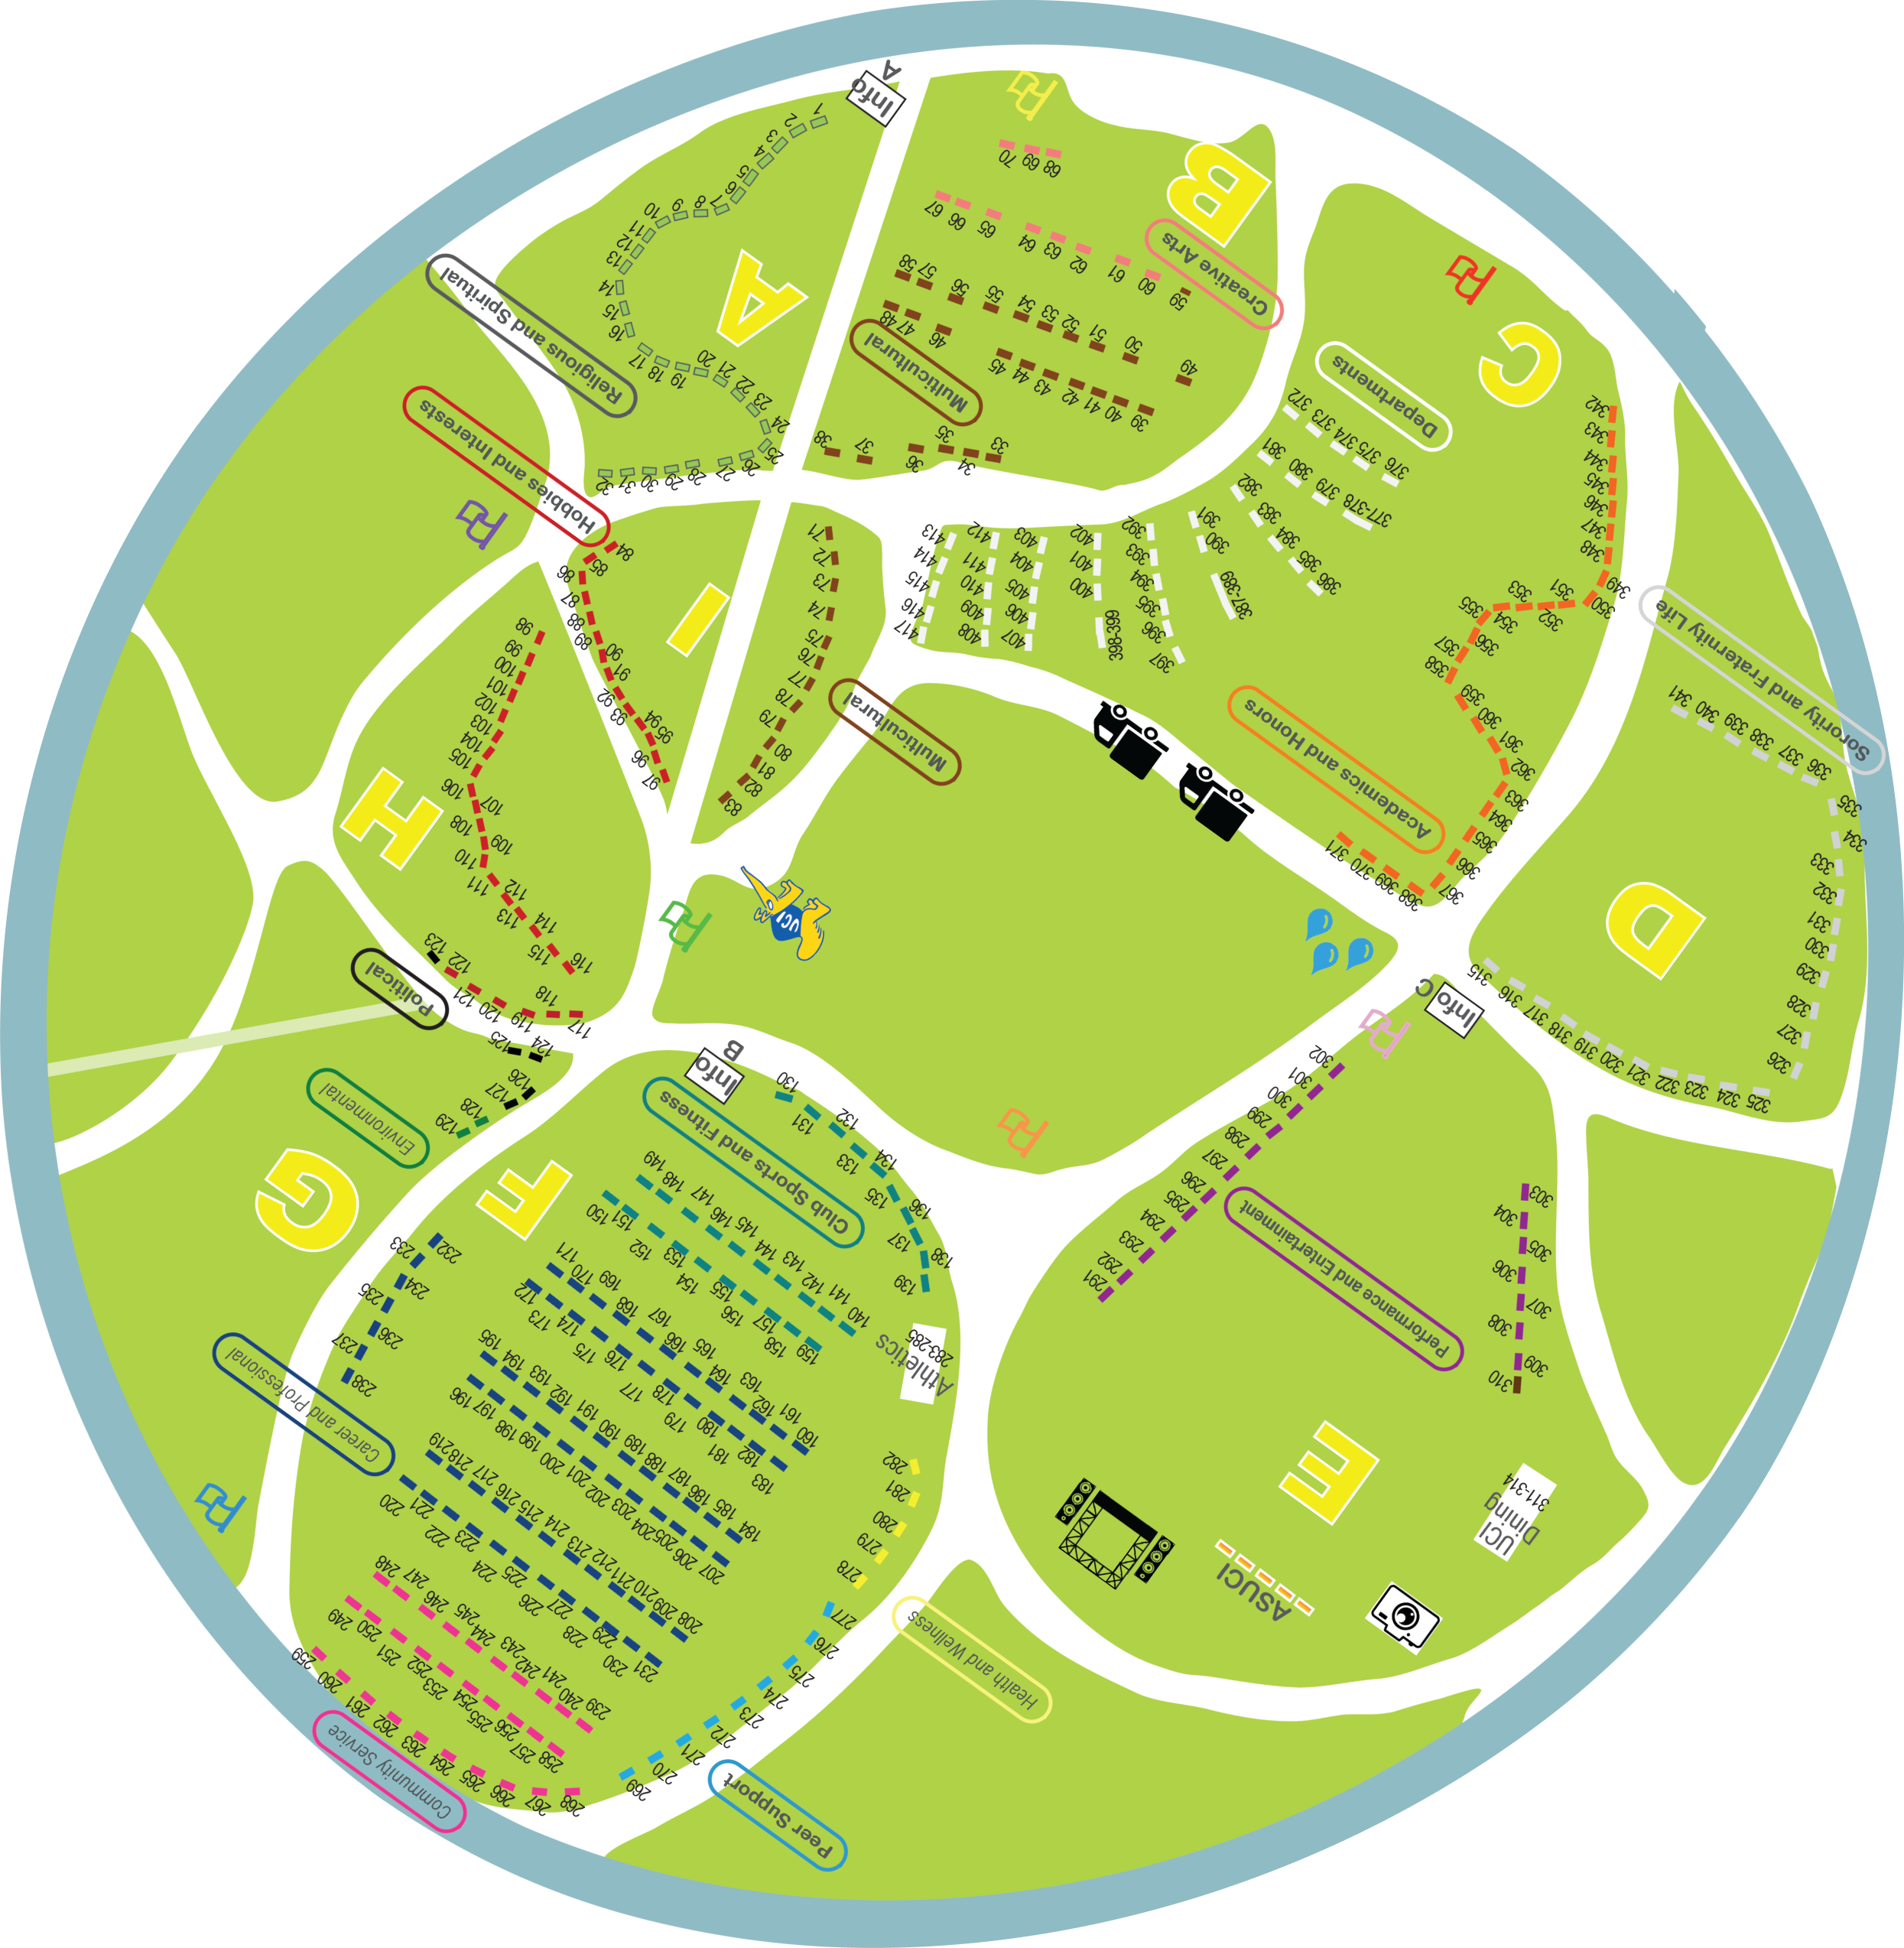 Info
A
1
2
3
4
5
6
7
8
9
10
11
12
13
14
15
16
17
18
19
20
21
22
23
24
25
26
27
28
29
30
31
32
A
Religious and Spiritual
B
Creative Arts
70 69 68
67 66 65 64 63 62 61 60 59
58 57 56 55 54 53 52 51 50 49
48 47 46 45 44 43 42 41 40 39
38 37 36 35 34 33
Multicultural
C
Departments
372 373 374 375 376
381 380 379 377-378
382 383 384 385 386
391 390 387-389
392 393 394 395 396 397
402 401 400 398-399
403 404 405 406 407
412 411 410 409 408
413 414 415 416 417
342
343
344
345
346
347
348
349
350
351
352
353
354
355
356
357
358
359
360
361
362
363
364
365
366
367
368
369
370
371
Academics and Honors
Sorority Life and Fraternity
341 340 339 338 337 336
335
334
333
332
331
330
329
328
327
326
325 324 323 322 321 320 319 318 317 316 315
D
Info C
Hobbies and Interests
84
85
86
87
88
89
90
91
92
93
94
95
96
97
I
71
72
73
74
75
76
77
78
79
80
81
82
83
Multicultural
98
99
100
101
102
103
104
105
106
107
108
109
110
111
112
113
114
115
116
117
118
119
120
121
122
123
H
UCI
Political
124
125
126
127
128
129
Environmental
G
Info
B
Club Sports and Fitness
130
131
132
133
134
135
136
137
138
139
149 148 147 146 145 144 143 142 141 140
150 151 152 153 154 155 156 157 158 159
F
171 170 169 168 167 166 165 164 163 162 161 160
172 173 174 175 176 177 178 179 180 181 182 183
195 194 193 192 191 190 189 188 187 186 185 184
196 197 198 199 200 201 202 203 204 205 206 207
219 218 217 216 215 214 213 212 211 210 209 208
220 221 222 223 224 225 226 227 228 229 230 231
232
233
234
235
236
237
238
Career and Professional
248 247 246 245 244 243 242 241 240 239
249 250 251 252 253 254 255 256 257 258
259 260 261 262 263 264 265 266 267 268
Community Service
269
270
271
272
273
274
275
276
277
Peer Support
278
279
280
281
282
Health and Wellness
283-285
Athletics
302
301
300
299
298
297
296
295
294
293
292
291
Performance and Entertainment
303
304
305
306
307
308
309
310
E
UCI
Dining
311-314
ASUCI